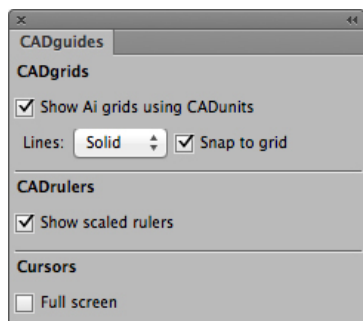 CADguides
CADgrids
Show Ai grids using CADunits
Lines: Solid Snap to grid
CADrulers
Show scaled rulers
Cursors
Full screen